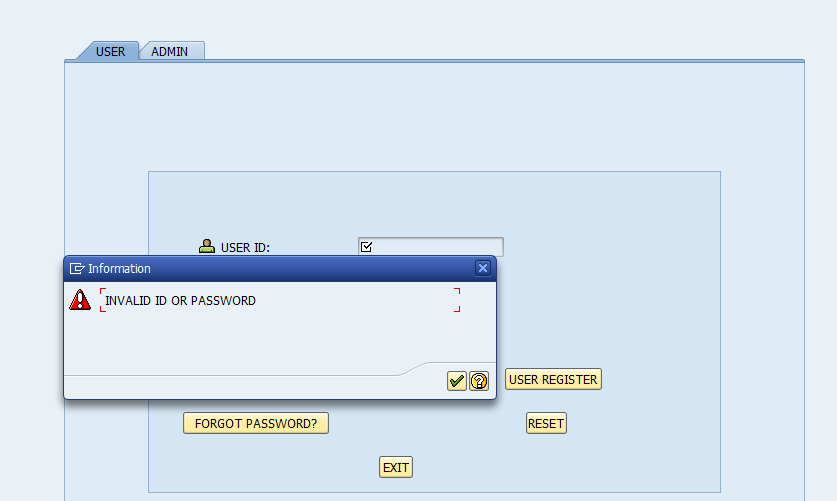 USER ADMIN
USER ID:
Information
INVALID ID OR PASSWORD
USER REGISTER
FORGOT PASSWORD? RESET
EXIT